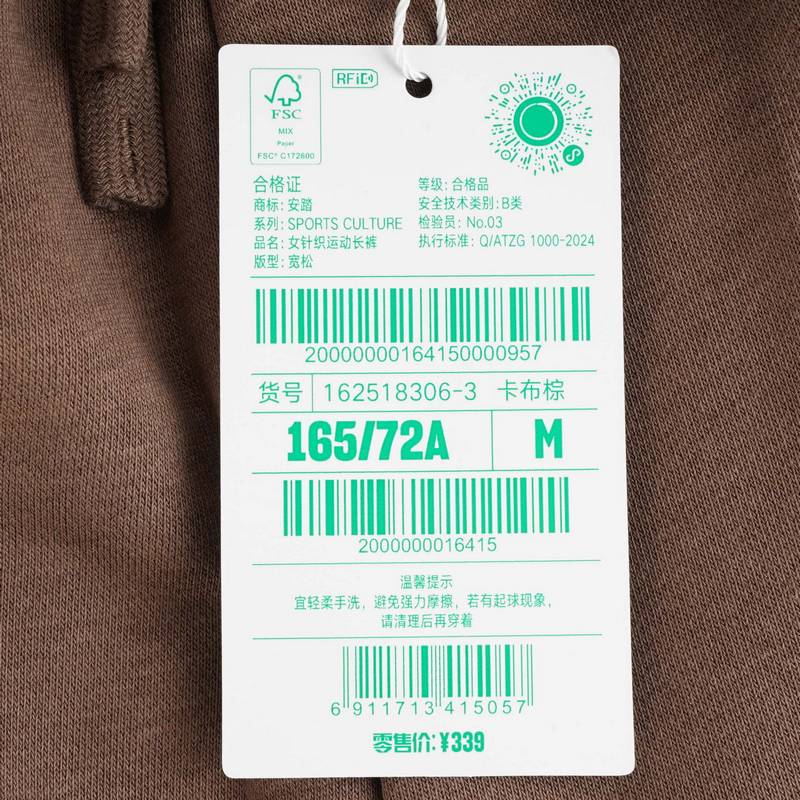 RFiD
FSC
MIX
Paper
FSC® C172600
合格证
商标: 安踏
系列: SPORTS CULTURE
品名: 女针织运动长裤
版型: 宽松
等级: 合格品
安全技术类别: B类
检验员: No.03
执行标准: Q/ATZG 1000-2024
20000000164150000957
货号 162518306-3 卡布棕
165/72A M
2000000016415
温馨提示
宜轻柔手洗，避免强力摩擦，若有起球现象，
请清理后再穿着
6 911713 415057
零售价: ¥339